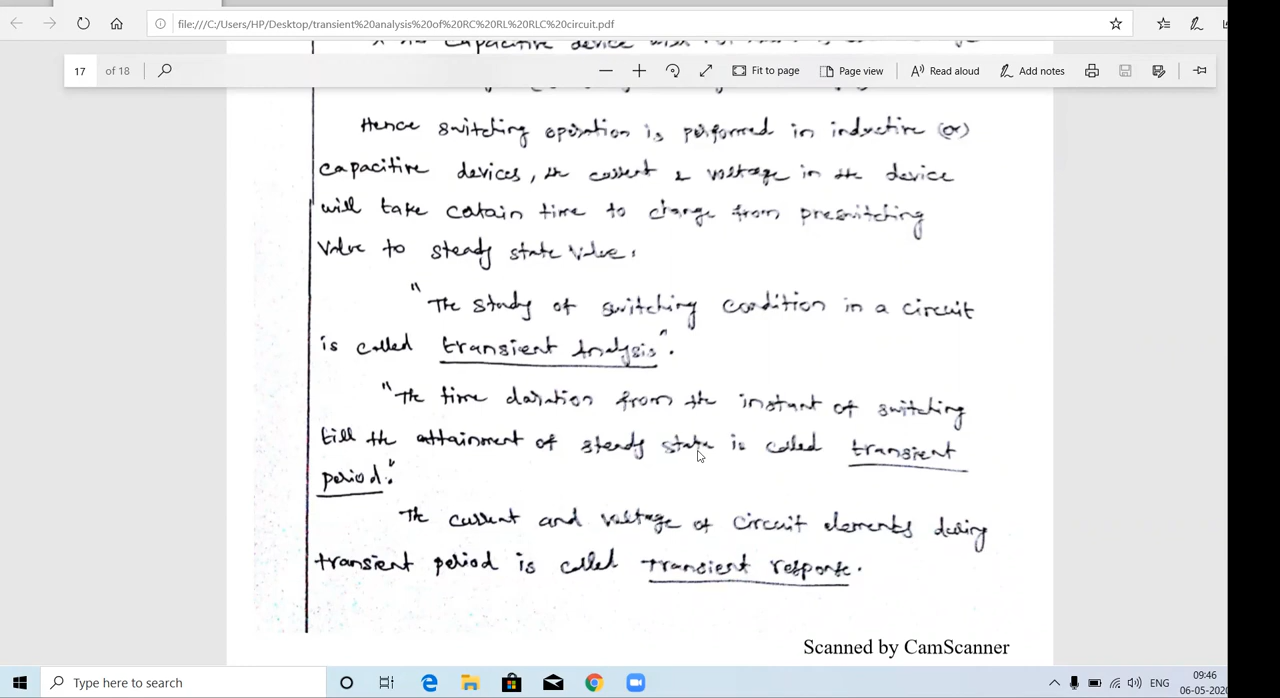 file:///C:/Users/HP/Desktop/transient%20analysis%20of%20RC%20RL%20RLC%20circuit.pdf
17 of 18 Fit to page Page view Read aloud Add notes
capacitive device
Hence switching operation is performed in inductive (or)
capacitive devices, the current & voltage in the device
will take certain time to change from preswitching
value to steady state value.
"The study of switching condition in a circuit
is called transient Analysis".
"The time duration from the instant of switching
till the attainment of steady state is called transient
period."
The current and voltage of circuit elements during
transient period is called transient response.
Scanned by CamScanner
Type here to search
ENG
09:46
06-05-2020